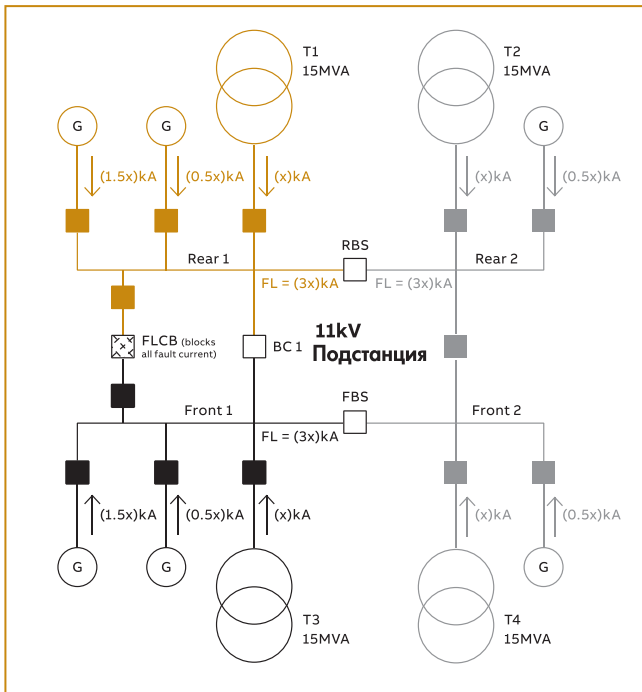 T1
15MVA
T2
15MVA
G
G
G
(1.5x)kA
(0.5x)kA
(x)kA
(x)kA
(0.5x)kA
RBS
Rear 1
Rear 2
FL = (3x)kA
FL = (3x)kA
FLCB (blocks
all fault current)
BC 1
11kV
Подстанция
FBS
Front 1
Front 2
FL = (3x)kA
(1.5x)kA
(0.5x)kA
(x)kA
(x)kA
(0.5x)kA
G
G
G
T3
15MVA
T4
15MVA